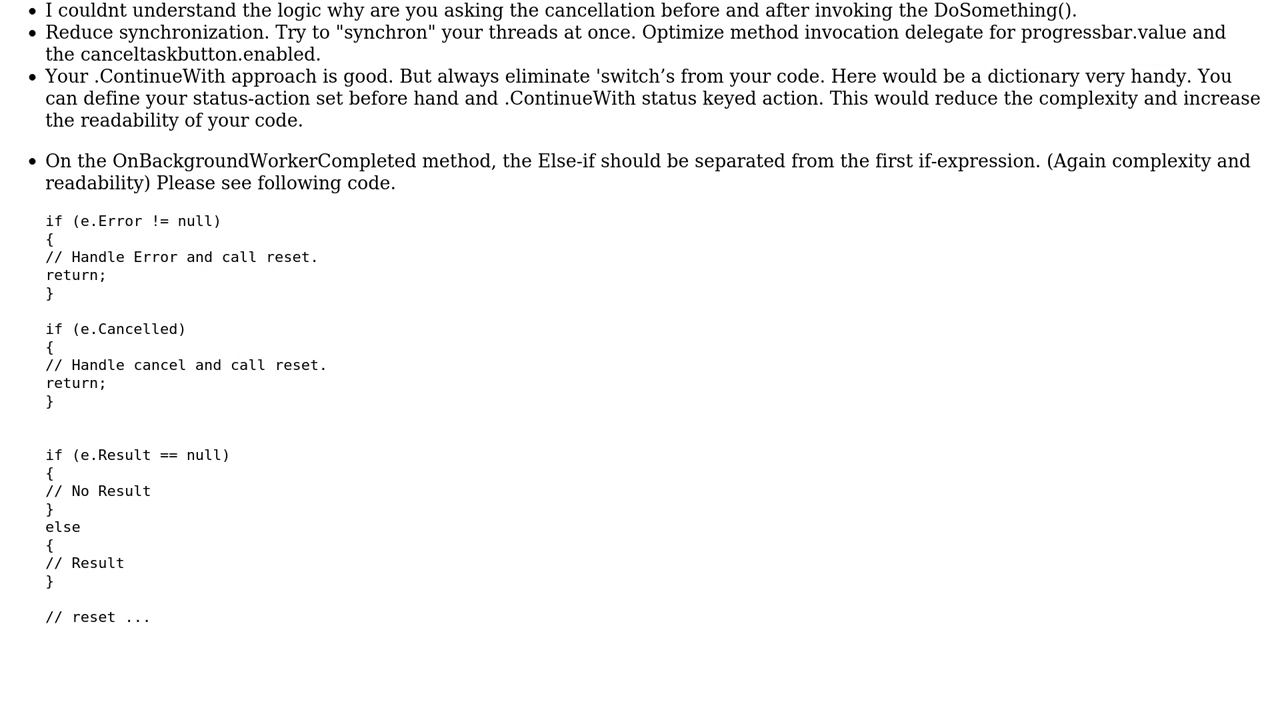 I couldnt understand the logic why are you asking the cancellation before and after invoking the DoSomething().
Reduce synchronization. Try to "synchron" your threads at once. Optimize method invocation delegate for progressbar.value and
the canceltaskbutton.enabled.
Your .ContinueWith approach is good. But always eliminate 'switch’s from your code. Here would be a dictionary very handy. You
can define your status-action set before hand and .ContinueWith status keyed action. This would reduce the complexity and increase
the readability of your code.
On the OnBackgroundWorkerCompleted method, the Else-if should be separated from the first if-expression. (Again complexity and
readability) Please see following code.
if (e.Error != null)
{
// Handle Error and call reset.
return;
}
if (e.Cancelled)
{
// Handle cancel and call reset.
return;
}
if (e.Result == null)
{
// No Result
}
else
{
// Result
}
// reset ...